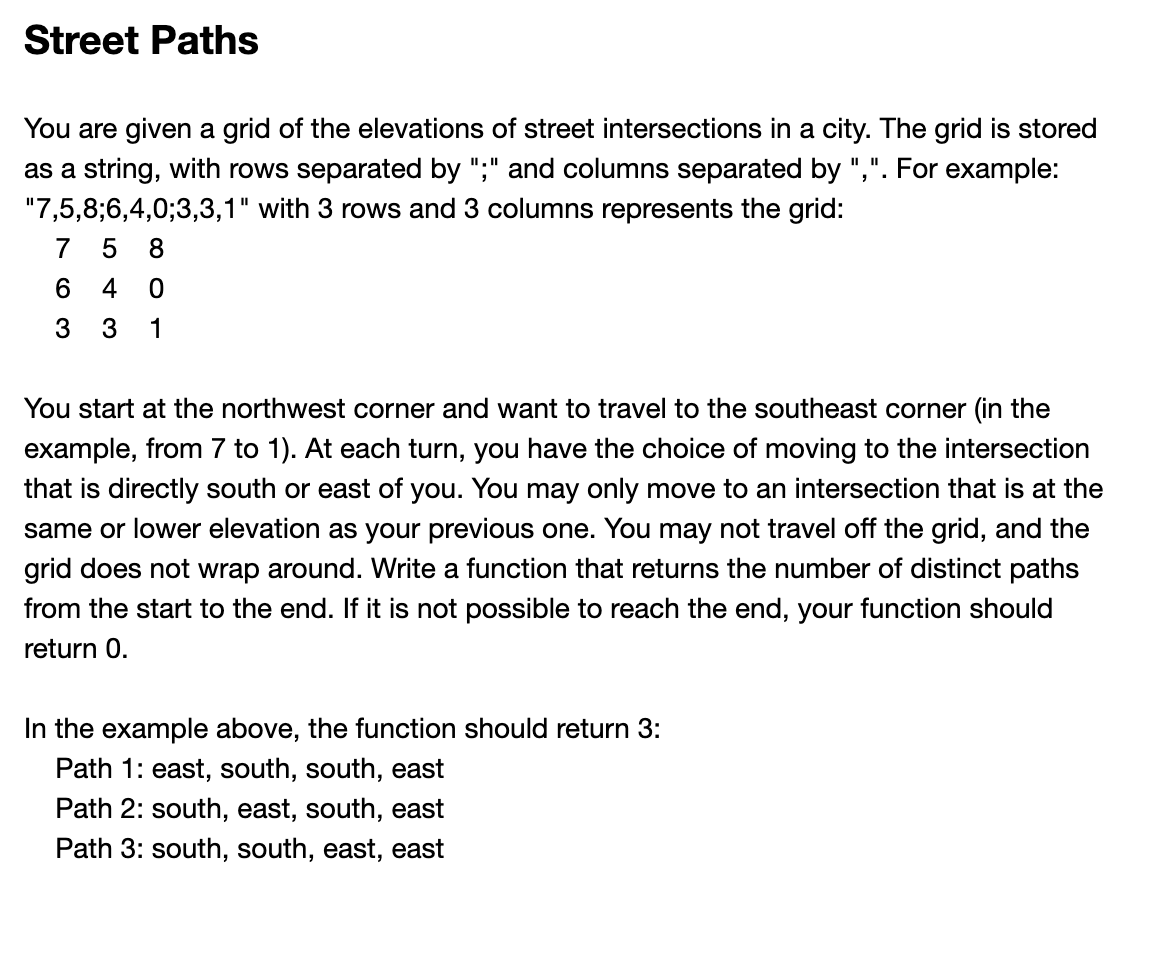 Street Paths
You are given a grid of the elevations of street intersections in a city. The grid is stored
as a string, with rows separated by ";" and columns separated by ",". For example:
"7,5,8;6,4,0;3,3,1" with 3 rows and 3 columns represents the grid:
7 5 8
6 4 0
3 3 1
You start at the northwest corner and want to travel to the southeast corner (in the
example, from 7 to 1). At each turn, you have the choice of moving to the intersection
that is directly south or east of you. You may only move to an intersection that is at the
same or lower elevation as your previous one. You may not travel off the grid, and the
grid does not wrap around. Write a function that returns the number of distinct paths
from the start to the end. If it is not possible to reach the end, your function should
return 0.
In the example above, the function should return 3:
Path 1: east, south, south, east
Path 2: south, east, south, east
Path 3: south, south, east, east